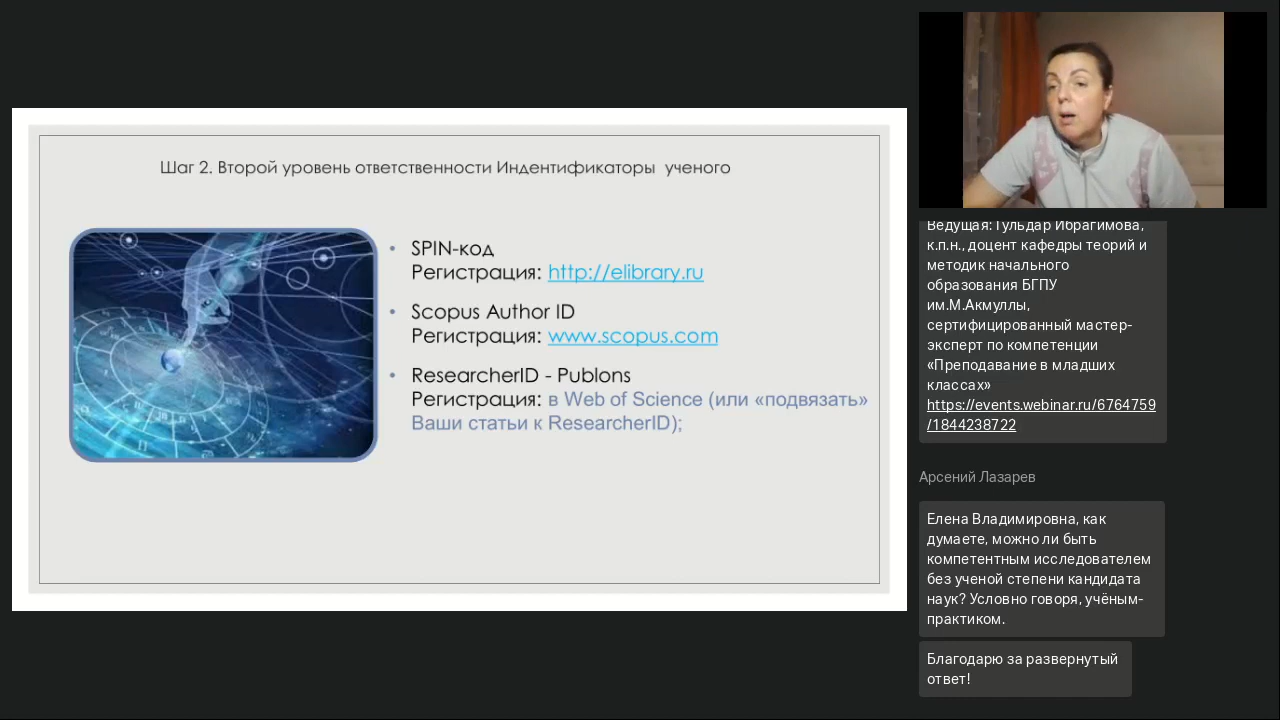 Шаг 2. Второй уровень ответственности Индентификаторы ученого
• SPIN-код
Регистрация: http://elibrary.ru
• Scopus Author ID
Регистрация: www.scopus.com
• ResearcherID - Publons
Регистрация: в Web of Science (или «подвязать»
Ваши статьи к ResearcherID);
Ведущая: Гульдар Ибрагимова,
к.п.н., доцент кафедры теорий и
методик начального
образования БГПУ
им.М.Акмуллы,
сертифицированный мастер-
эксперт по компетенции
«Преподавание в младших
классах»
https://events.webinar.ru/6764759
/1844238722
Арсений Лазарев
Елена Владимировна, как
думаете, можно ли быть
компетентным исследователем
без ученой степени кандидата
наук? Условно говоря, учёным-
практиком.
Благодарю за развернутый
ответ!